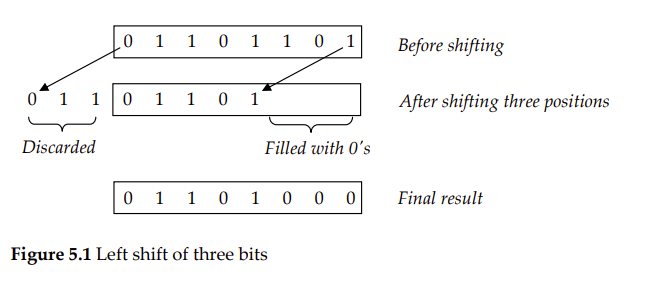 0 1 1 0 1 1 0 1 Before shifting
0 1 1 0 1 1 0 1 After shifting three positions
Discarded Filled with 0's
0 1 1 0 1 0 0 0 Final result
Figure 5.1 Left shift of three bits